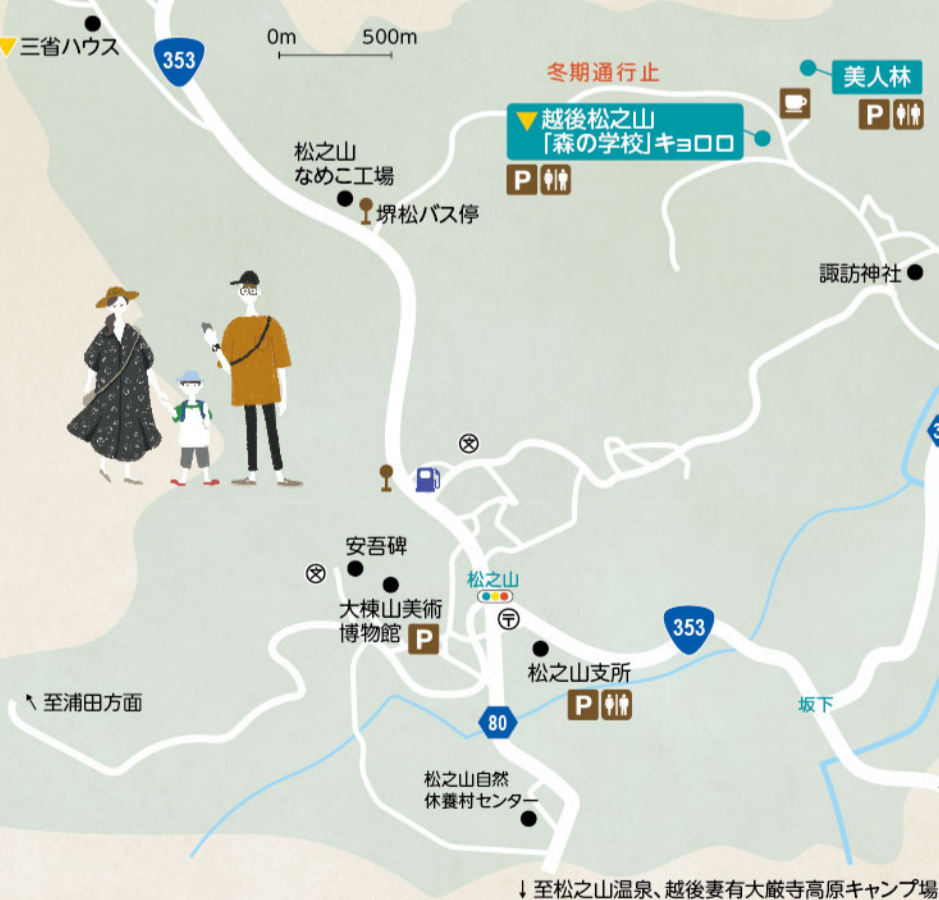 三省ハウス
353
0m 500m
冬期通行止
美人林
P
越後松之山
「森の学校」キョロロ
P
松之山
なめこ工場
堺松バス停
諏訪神社
文
安吾碑
文
大棟山美術
博物館 P
松之山
〒
353
松之山支所
P
至浦田方面
坂下
80
松之山自然
休養村センター
↓至松之山温泉、越後妻有大厳寺高原キャンプ場